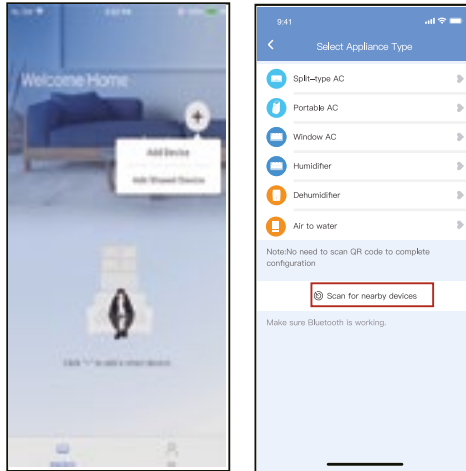 Welcome Home
+
Add Device
Add Shared Device
9:41
Select Appliance Type
Split-type AC
Portable AC
Window AC
Humidifier
Dehumidifier
Air to water
Note:No need to scan QR code to complete
configuration
Scan for nearby devices
Make sure Bluetooth is working.